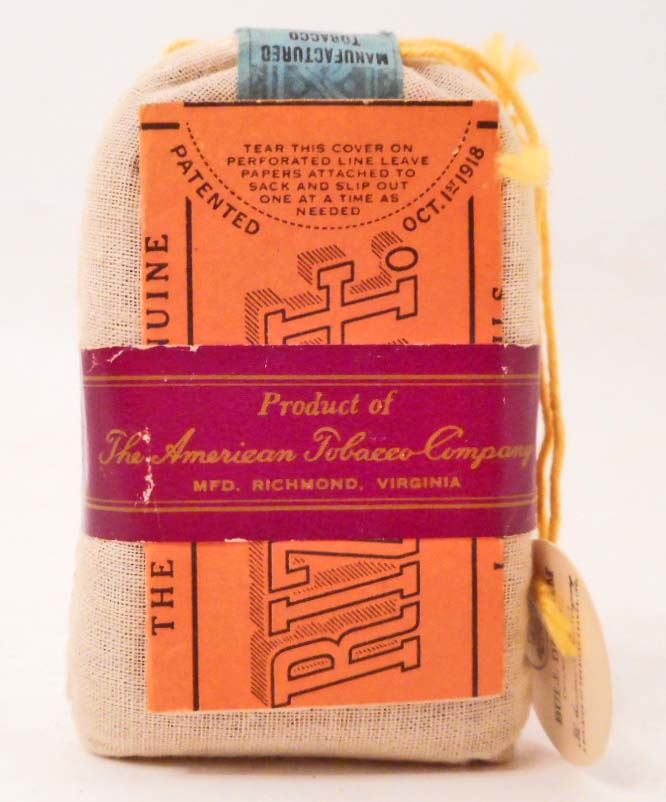 MANUFACTURED
TOBACCO
TEAR THIS COVER ON
PERFORATED LINE LEAVE
PAPERS ATTACHED TO
SACK AND SLIP OUT
ONE AT A TIME AS
NEEDED
PATENTED OCT. 1ST 1918
THE
RIZ
Product of
The American Tobacco Company
MFD. RICHMOND, VIRGINIA